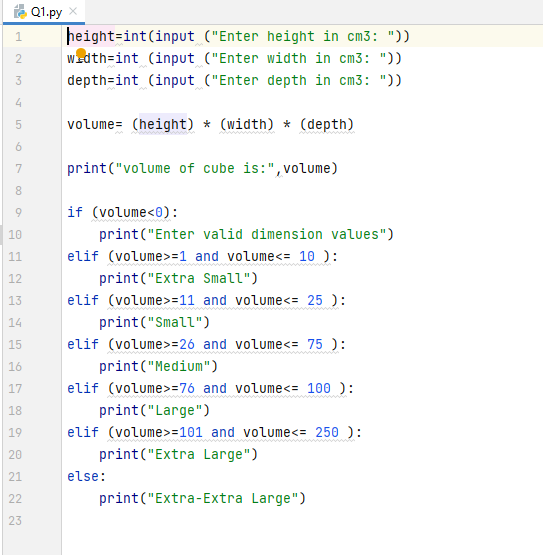 Q1.py
1 height=int(input ("Enter height in cm3: "))
2 width=int (input ("Enter width in cm3: "))
3 depth=int (input ("Enter depth in cm3: "))
4
5 volume= (height) * (width) * (depth)
6
7 print("volume of cube is:",volume)
8
9 if (volume<0):
10 print("Enter valid dimension values")
11 elif (volume>=1 and volume<= 10 ):
12 print("Extra Small")
13 elif (volume>=11 and volume<= 25 ):
14 print("Small")
15 elif (volume>=26 and volume<= 75 ):
16 print("Medium")
17 elif (volume>=76 and volume<= 100 ):
18 print("Large")
19 elif (volume>=101 and volume<= 250 ):
20 print("Extra Large")
21 else:
22 print("Extra-Extra Large")
23